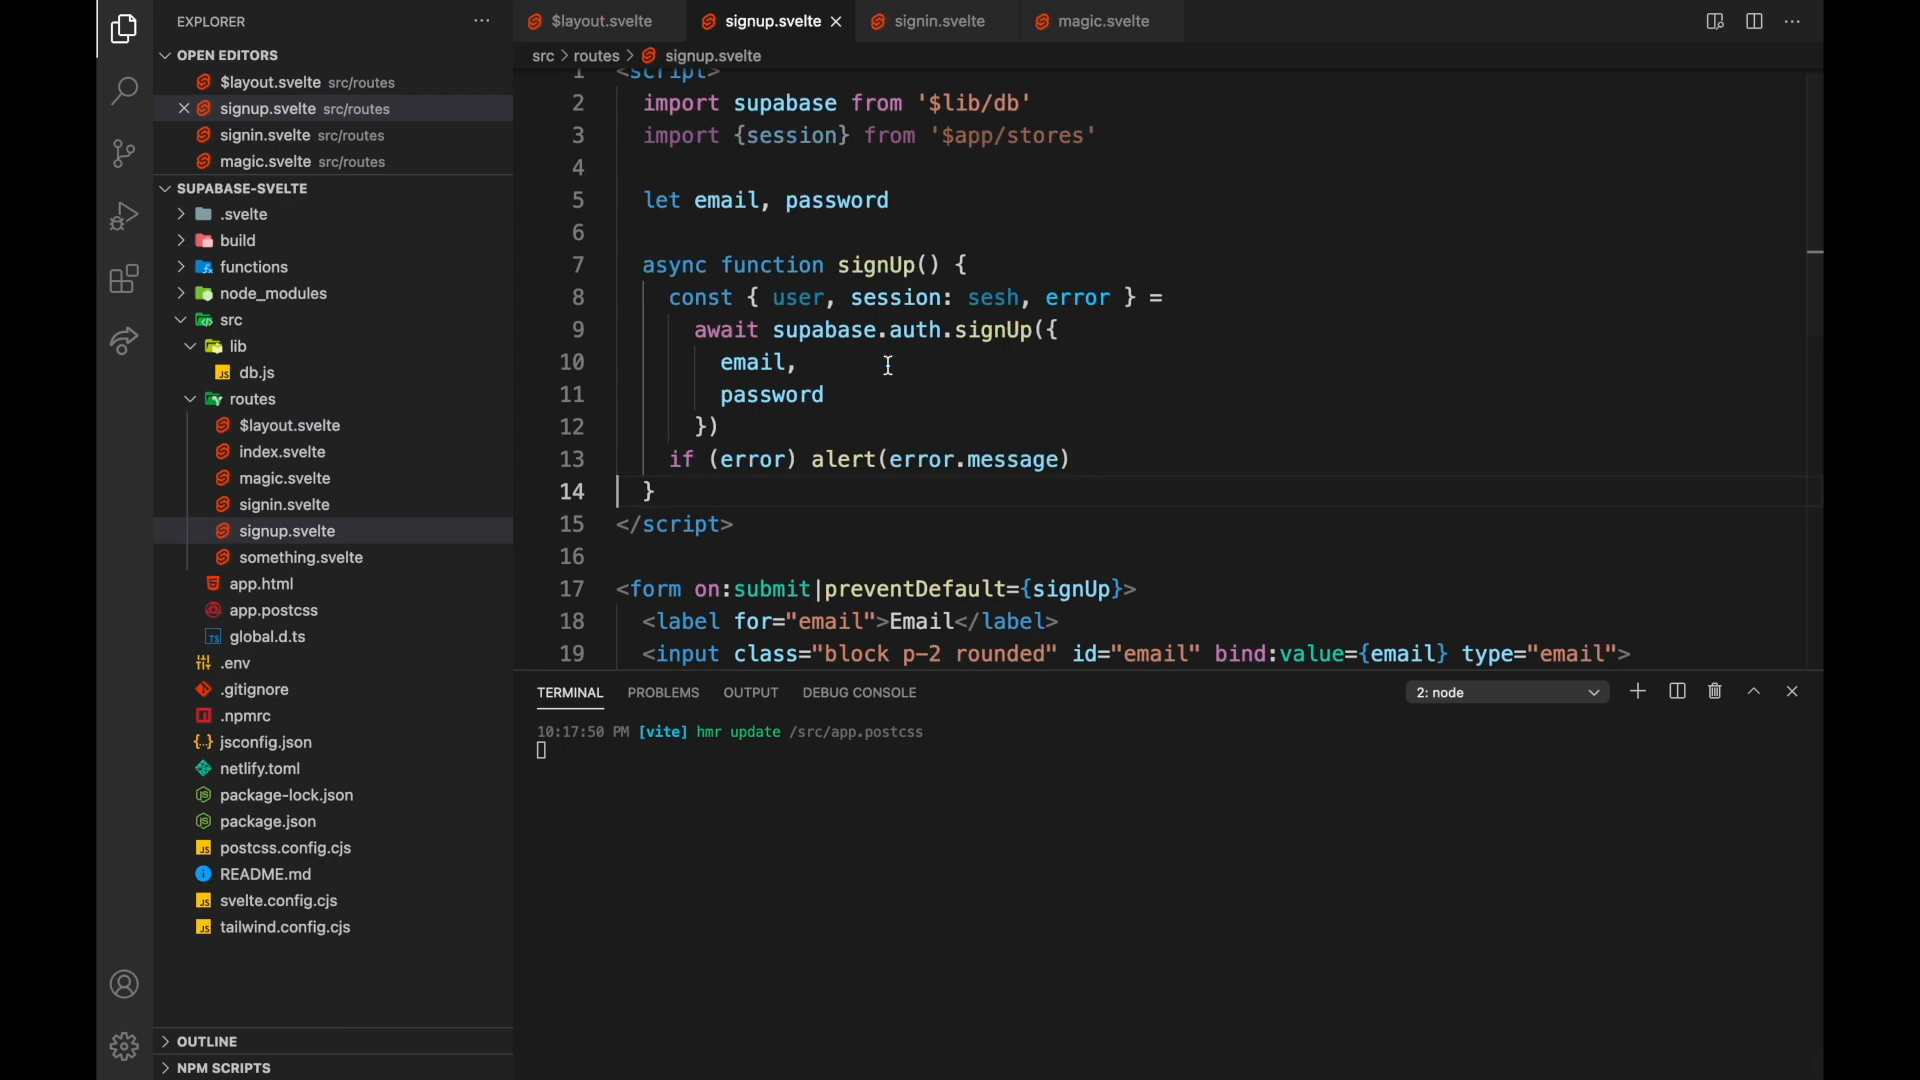 EXPLORER
OPEN EDITORS
$layout.svelte src/routes
signup.svelte src/routes
signin.svelte src/routes
magic.svelte src/routes
SUPABASE-SVELTE
.svelte
build
functions
node_modules
src
lib
db.js
routes
$layout.svelte
index.svelte
magic.svelte
signin.svelte
signup.svelte
something.svelte
app.html
app.postcss
global.d.ts
.env
.gitignore
.npmrc
jsconfig.json
netlify.toml
package-lock.json
package.json
postcss.config.cjs
README.md
svelte.config.cjs
tailwind.config.cjs
OUTLINE
NPM SCRIPTS
$layout.svelte signup.svelte signin.svelte magic.svelte
src > routes > signup.svelte
1 <script>
2 import supabase from '$lib/db'
3 import {session} from '$app/stores'
4
5 let email, password
6
7 async function signUp() {
8 const { user, session: sesh, error } =
9 await supabase.auth.signUp({
10 email,
11 password
12 })
13 if (error) alert(error.message)
14 }
15 </script>
16
17 <form on:submit|preventDefault={signUp}>
18 <label for="email">Email</label>
19 <input class="block p-2 rounded" id="email" bind:value={email} type="email">
TERMINAL PROBLEMS OUTPUT DEBUG CONSOLE 2: node
10:17:50 PM [vite] hmr update /src/app.postcss